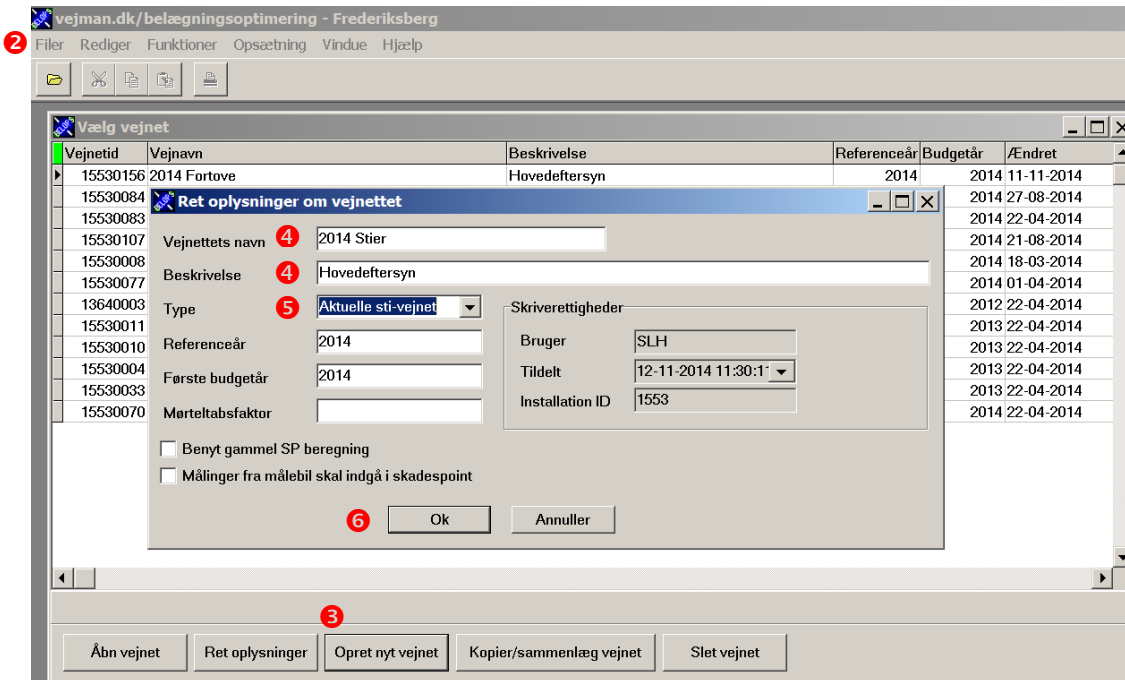 vejman.dk/belægningsoptimering - Frederiksberg
2 Filer Rediger Funktioner Opsætning Vindue Hjælp
Vælg vejnet
Vejnetid Vejnavn Beskrivelse Referenceår Budgetår Ændret
15530156 2014 Fortove Hovedeftersyn 2014 2014 11-11-2014
15530084 2014 27-08-2014
15530083 2014 22-04-2014
15530107 2014 21-08-2014
15530008 2014 18-03-2014
15530077 2014 01-04-2014
13640003 2012 22-04-2014
15530011 2013 22-04-2014
15530010 2013 22-04-2014
15530004 2013 22-04-2014
15530033 2013 22-04-2014
15530070 2014 22-04-2014
Ret oplysninger om vejnettet
Vejnettets navn 4 2014 Stier
Beskrivelse 4 Hovedeftersyn
Type 5 Aktuelle sti-vejnet
Referenceår 2014
Første budgetår 2014
Mørteltabsfaktor
Skriverettigheder
Bruger SLH
Tildelt 12-11-2014 11:30:1
Installation ID 1553
Benyt gammel SP beregning
Målinger fra målebil skal indgå i skadespoint
6 Ok Annuller
3
Åbn vejnet Ret oplysninger Opret nyt vejnet Kopier/sammenlæg vejnet Slet vejnet